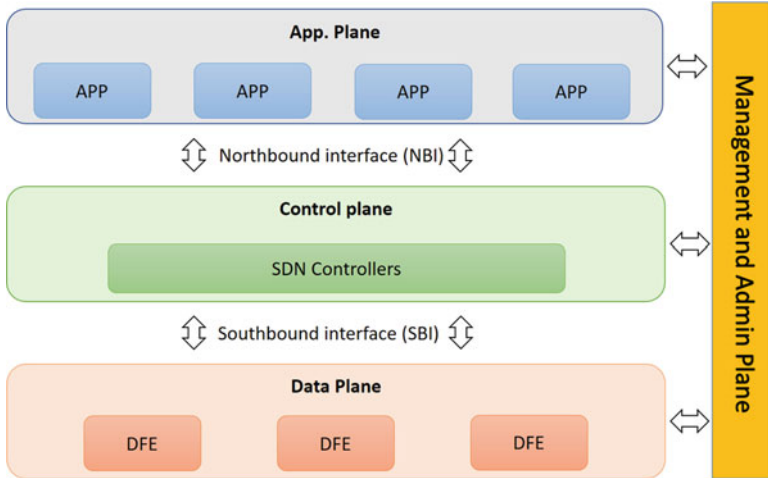 App. Plane
APP APP APP APP
Northbound interface (NBI)
Control plane
SDN Controllers
Southbound interface (SBI)
Data Plane
DFE DFE DFE
Management and Admin Plane